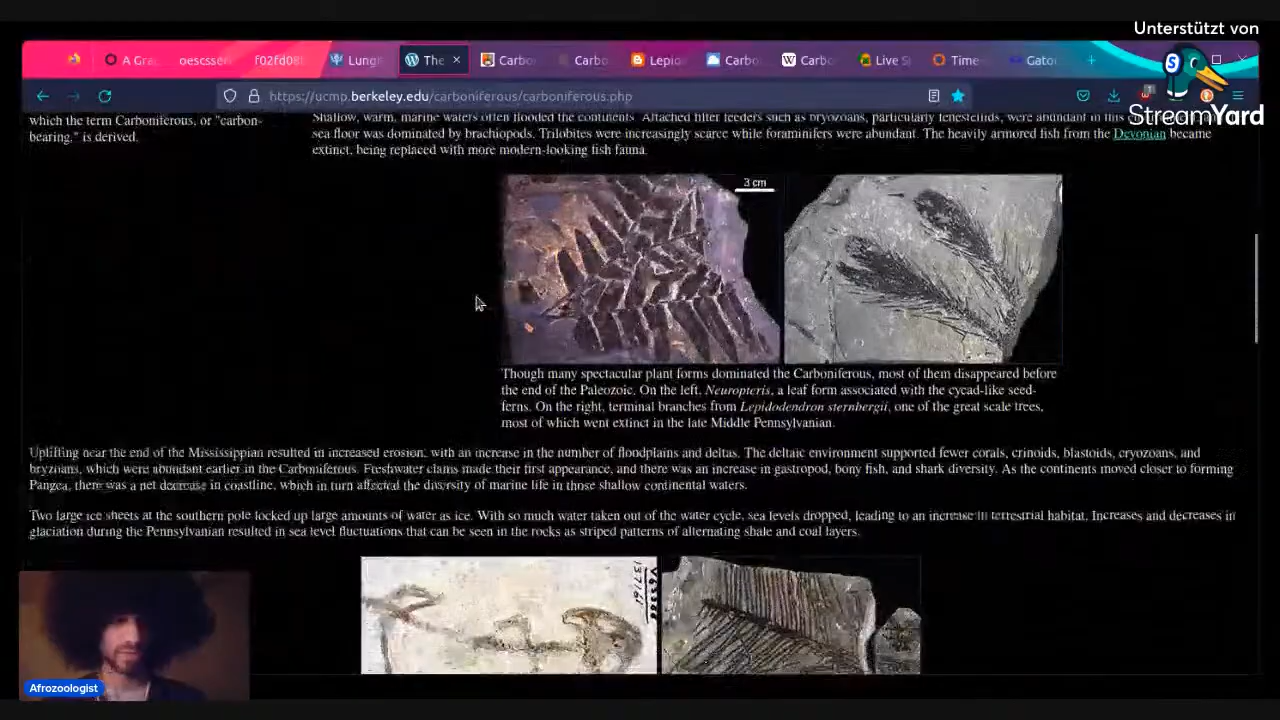 Unterstützt von
StreamYard
A Gra
oescsse
f02fd08
Lungf
The
Carbo
Carbo
Lepid
Carbo
W Carb
Live S
Time
Gato
https://ucmp.berkeley.edu/carboniferous/carboniferous.php
which the term Carboniferous, or "carbon-
bearing," is derived.
Shallow, warm, marine waters often flooded the continents. Attached filter feeders such as bryozoans, particularly fenestellids, were abundant in this
sea floor was dominated by brachiopods. Trilobites were increasingly scarce while foraminifers were abundant. The heavily armored fish from the Devonian became
extinct, being replaced with more modern-looking fish fauna.
3 cm
Though many spectacular plant forms dominated the Carboniferous, most of them disappeared before
the end of the Paleozoic. On the left, Neuropteris, a leaf form associated with the cycad-like seed-
ferns. On the right, terminal branches from Lepidodendron sternbergii, one of the great scale trees,
most of which went extinct in the late Middle Pennsylvanian.
Uplifting near the end of the Mississippian resulted in increased erosion, with an increase in the number of floodplains and deltas. The deltaic environment supported fewer corals, crinoids, blastoids, cryozoans, and
bryozoans, which were abundant earlier in the Carboniferous. Freshwater clams made their first appearance, and there was an increase in gastropod, bony fish, and shark diversity. As the continents moved closer to forming
Pangea, there was a net decrease in coastline, which in turn affected the diversity of marine life in those shallow continental waters.
Two large ice sheets at the southern pole locked up large amounts of water as ice. With so much water taken out of the water cycle, sea levels dropped, leading to an increase in terrestrial habitat. Increases and decreases in
glaciation during the Pennsylvanian resulted in sea level fluctuations that can be seen in the rocks as striped patterns of alternating shale and coal layers.
Afrozoologist